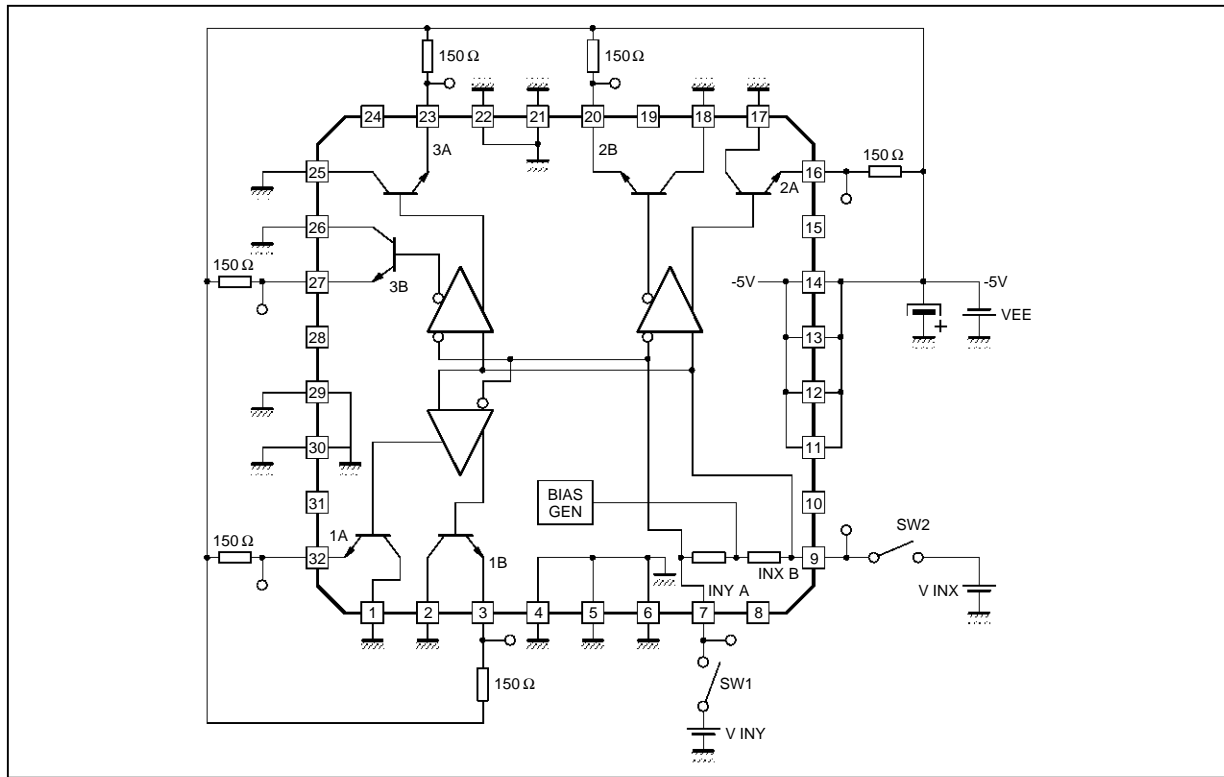 150 Ω
150 Ω
24
23
22
21
20
19
18
17
3A
2B
2A
150 Ω
25
16
26
15
150 Ω
27
3B
-5V
14
-5V
VEE
+
28
13
29
12
30
11
31
BIAS
GEN
10
SW2
150 Ω
32
1A
1B
INX B
9
INY A
V INX
1
2
3
4
5
6
7
8
150 Ω
SW1
V INY